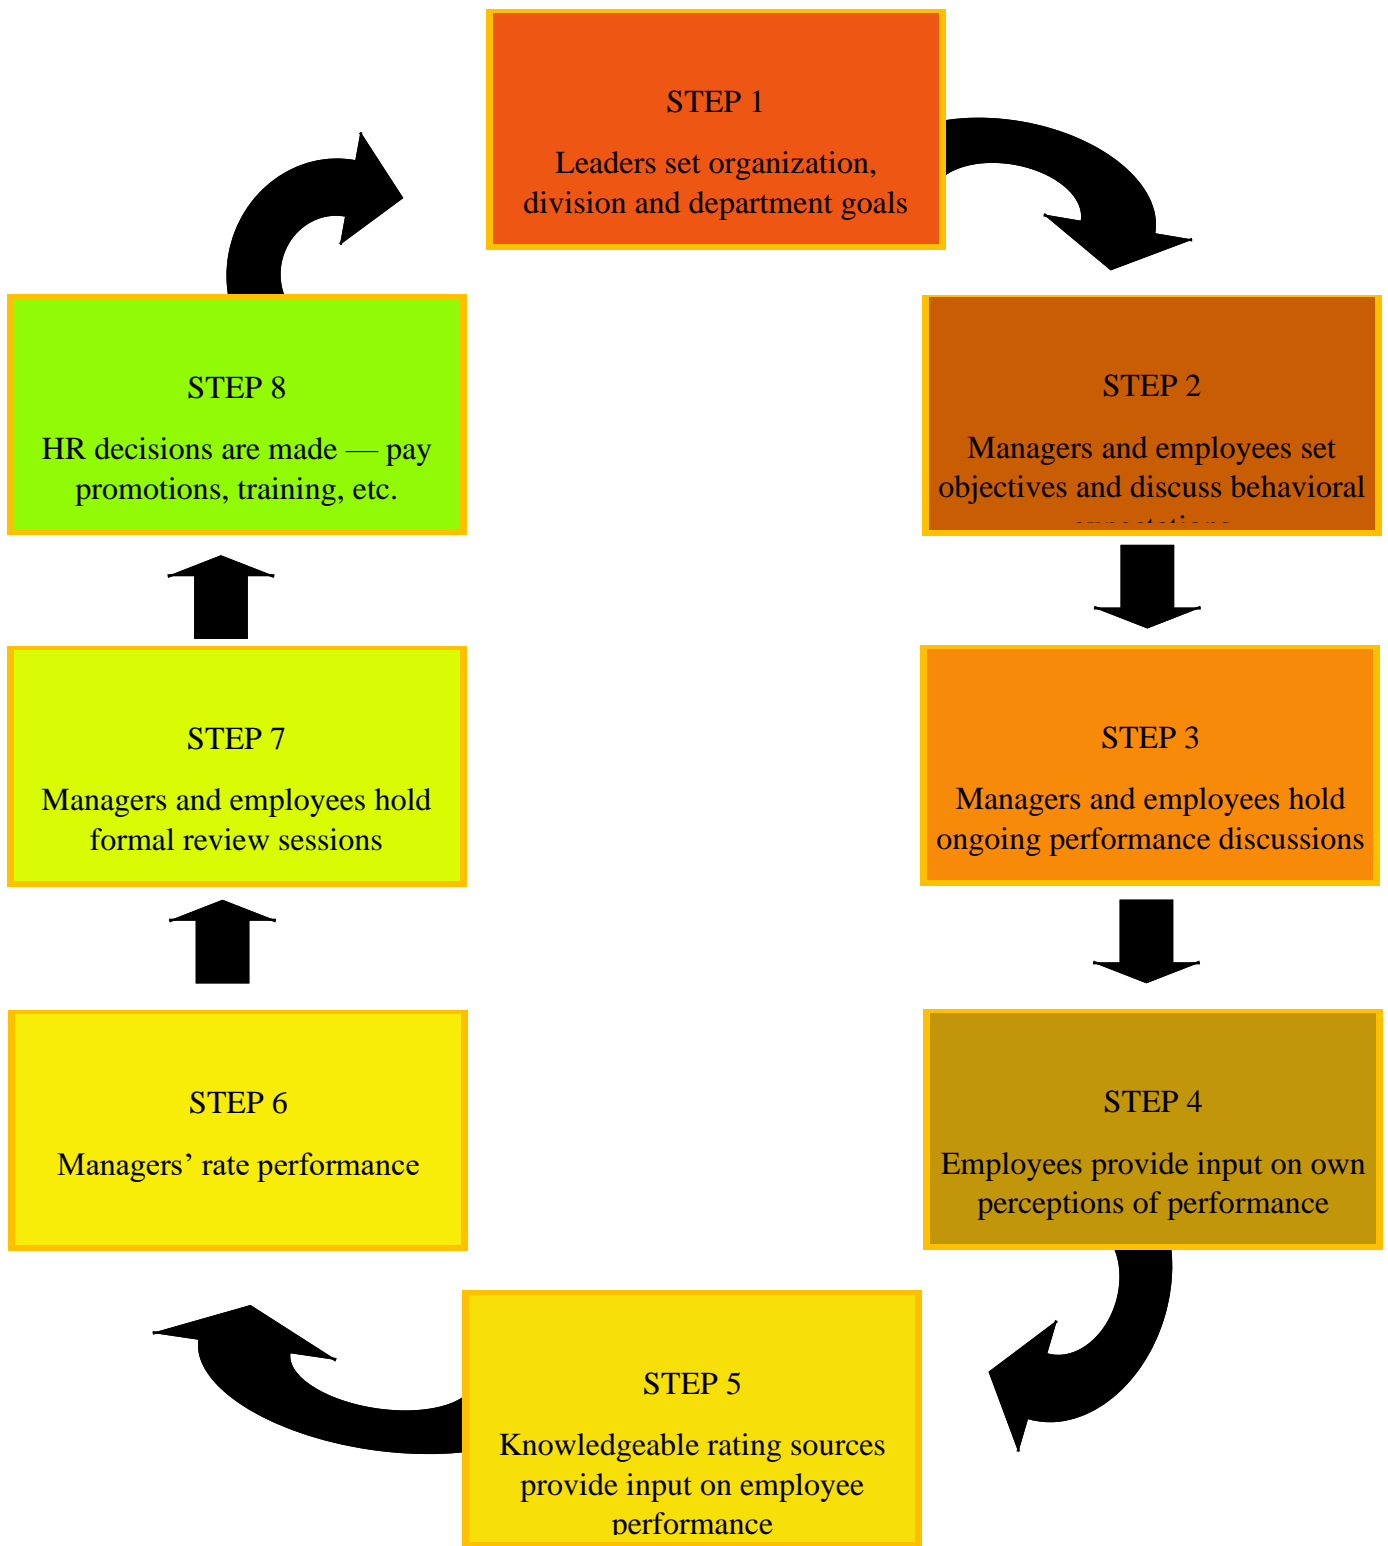 STEP 1
Leaders set organization,
division and department goals
STEP 2
Managers and employees set
objectives and discuss behavioral
expectations
STEP 3
Managers and employees hold
ongoing performance discussions
STEP 4
Employees provide input on own
perceptions of performance
STEP 5
Knowledgeable rating sources
provide input on employee
performance
STEP 6
Managers’ rate performance
STEP 7
Managers and employees hold
formal review sessions
STEP 8
HR decisions are made — pay
promotions, training, etc.